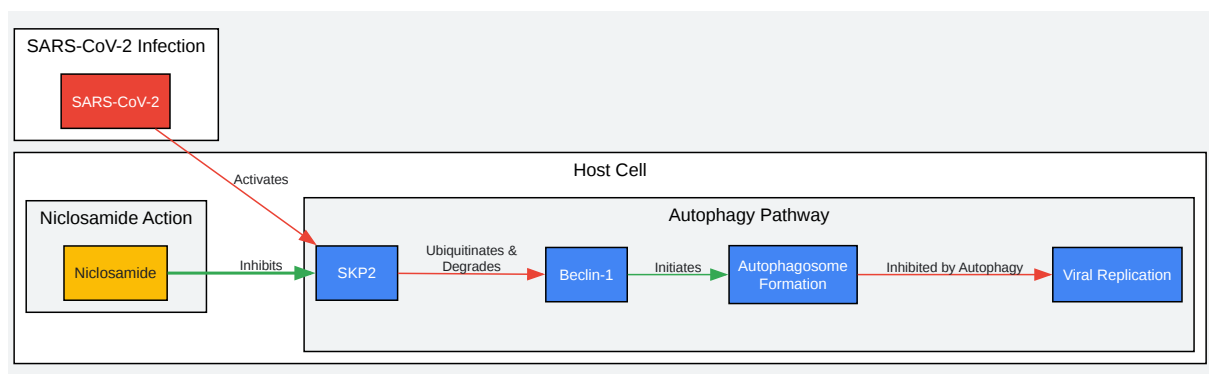 SARS-CoV-2 Infection
SARS-CoV-2
Activates
Host Cell
Niclosamide Action
Niclosamide
Inhibits
Autophagy Pathway
SKP2
Ubiquitinates &
Degrades
Beclin-1
Initiates
Autophagosome
Formation
Inhibited by Autophagy
Viral Replication